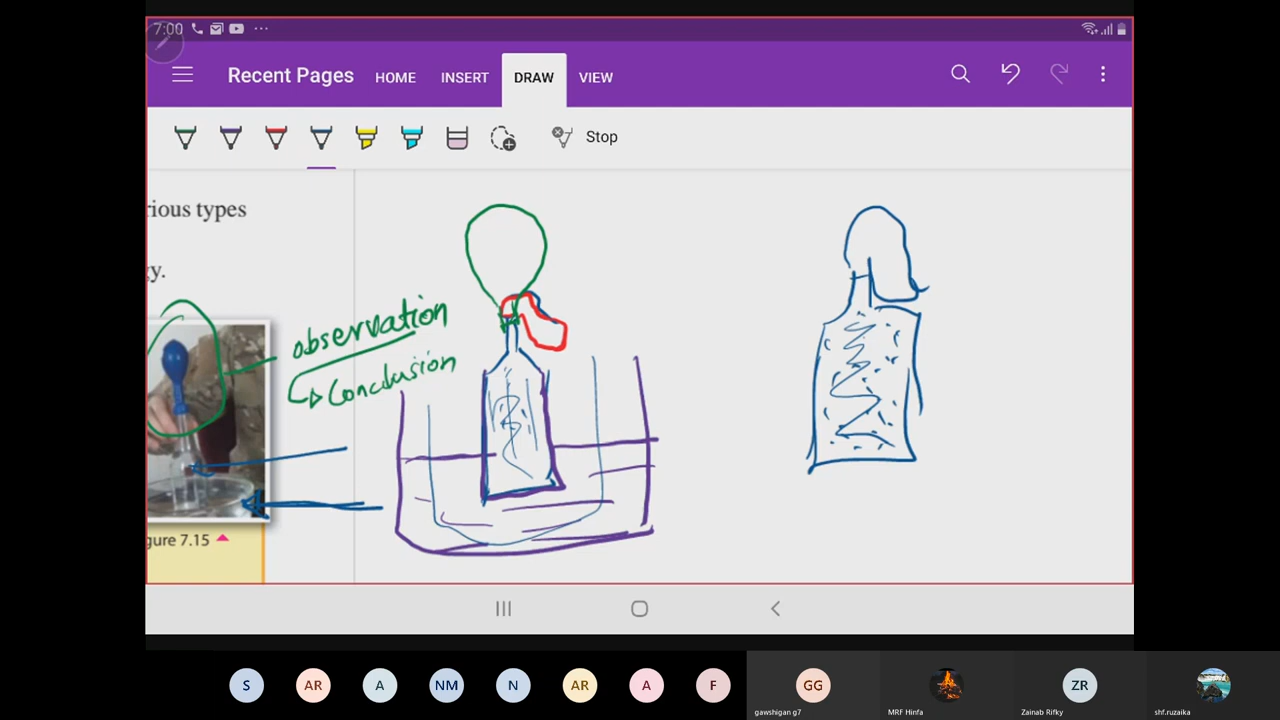 7:00
Recent Pages HOME INSERT DRAW VIEW
Stop
rious types
gy.
observation
Conclusion
gure 7.15
S AR A NM N AR A F GG ZR
gawshigan g7 MRF Hinfa Zainab Rifky shf.ruzaika